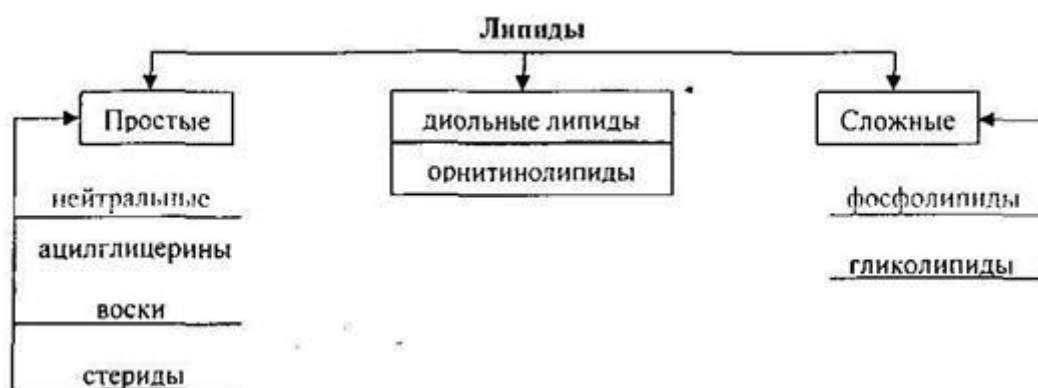 Липиды
Простые
диольные липиды
Сложные
орнитинолипиды
нейтральные
ацилглицерины
воски
стериды
фосфолипиды
гликолипиды